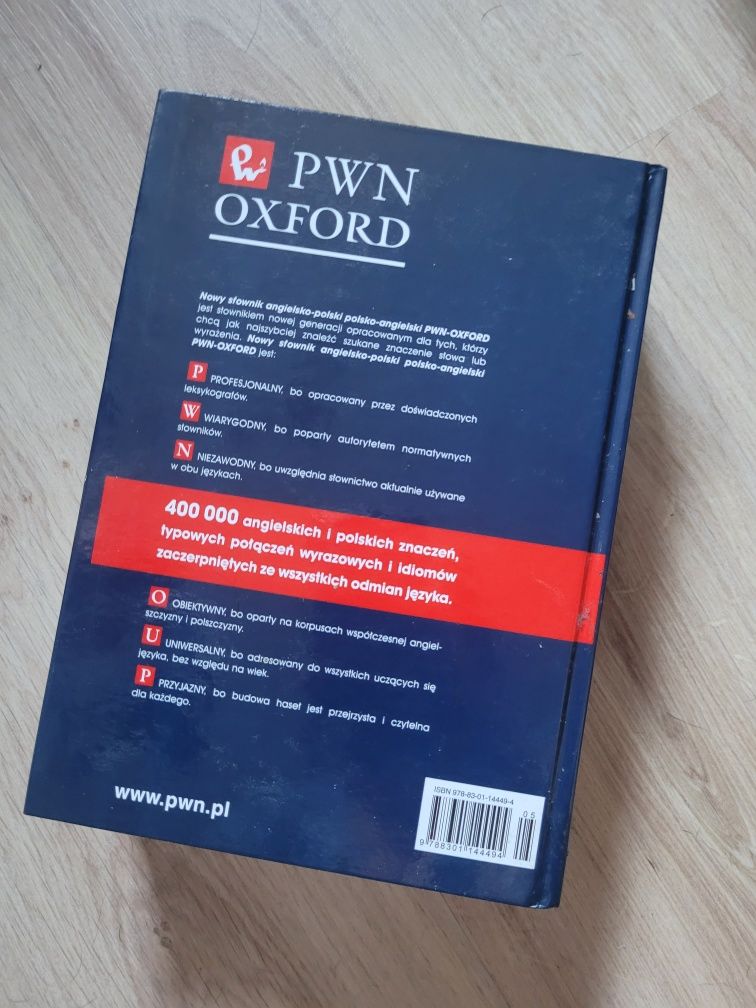 PWN
OXFORD
Nowy słownik angielsko-polski polsko-angielski PWN-OXFORD
jest słownikiem nowej generacji opracowanym dla tych, którzy
chcą jak najszybciej znaleźć szukane znaczenie słowa lub
wyrażenia. Nowy słownik angielsko-polski polsko-angielski
PWN-OXFORD jest:
P PROFESJONALNY, bo opracowany przez doświadczonych
leksykografów.
W WIARYGODNY, bo poparty autorytetem normatywnych
słowników.
N NIEZAWODNY, bo uwzględnia słownictwo aktualnie używane
w obu językach.
400 000 angielskich i polskich znaczeń,
typowych połączeń wyrazowych i idiomów
zaczerpniętych ze wszystkich odmian języka.
O OBIEKTYWNY, bo oparty na korpusach współczesnej angiel-
szczyzny i polszczyzny.
U UNIWERSALNY, bo adresowany do wszystkich uczących się
języka, bez względu na wiek.
P PRZYJAZNY, bo budowa haseł jest przejrzysta i czytelna
dla każdego.
www.pwn.pl
ISBN 978-83-01-14449-4
05
9 788301 144494